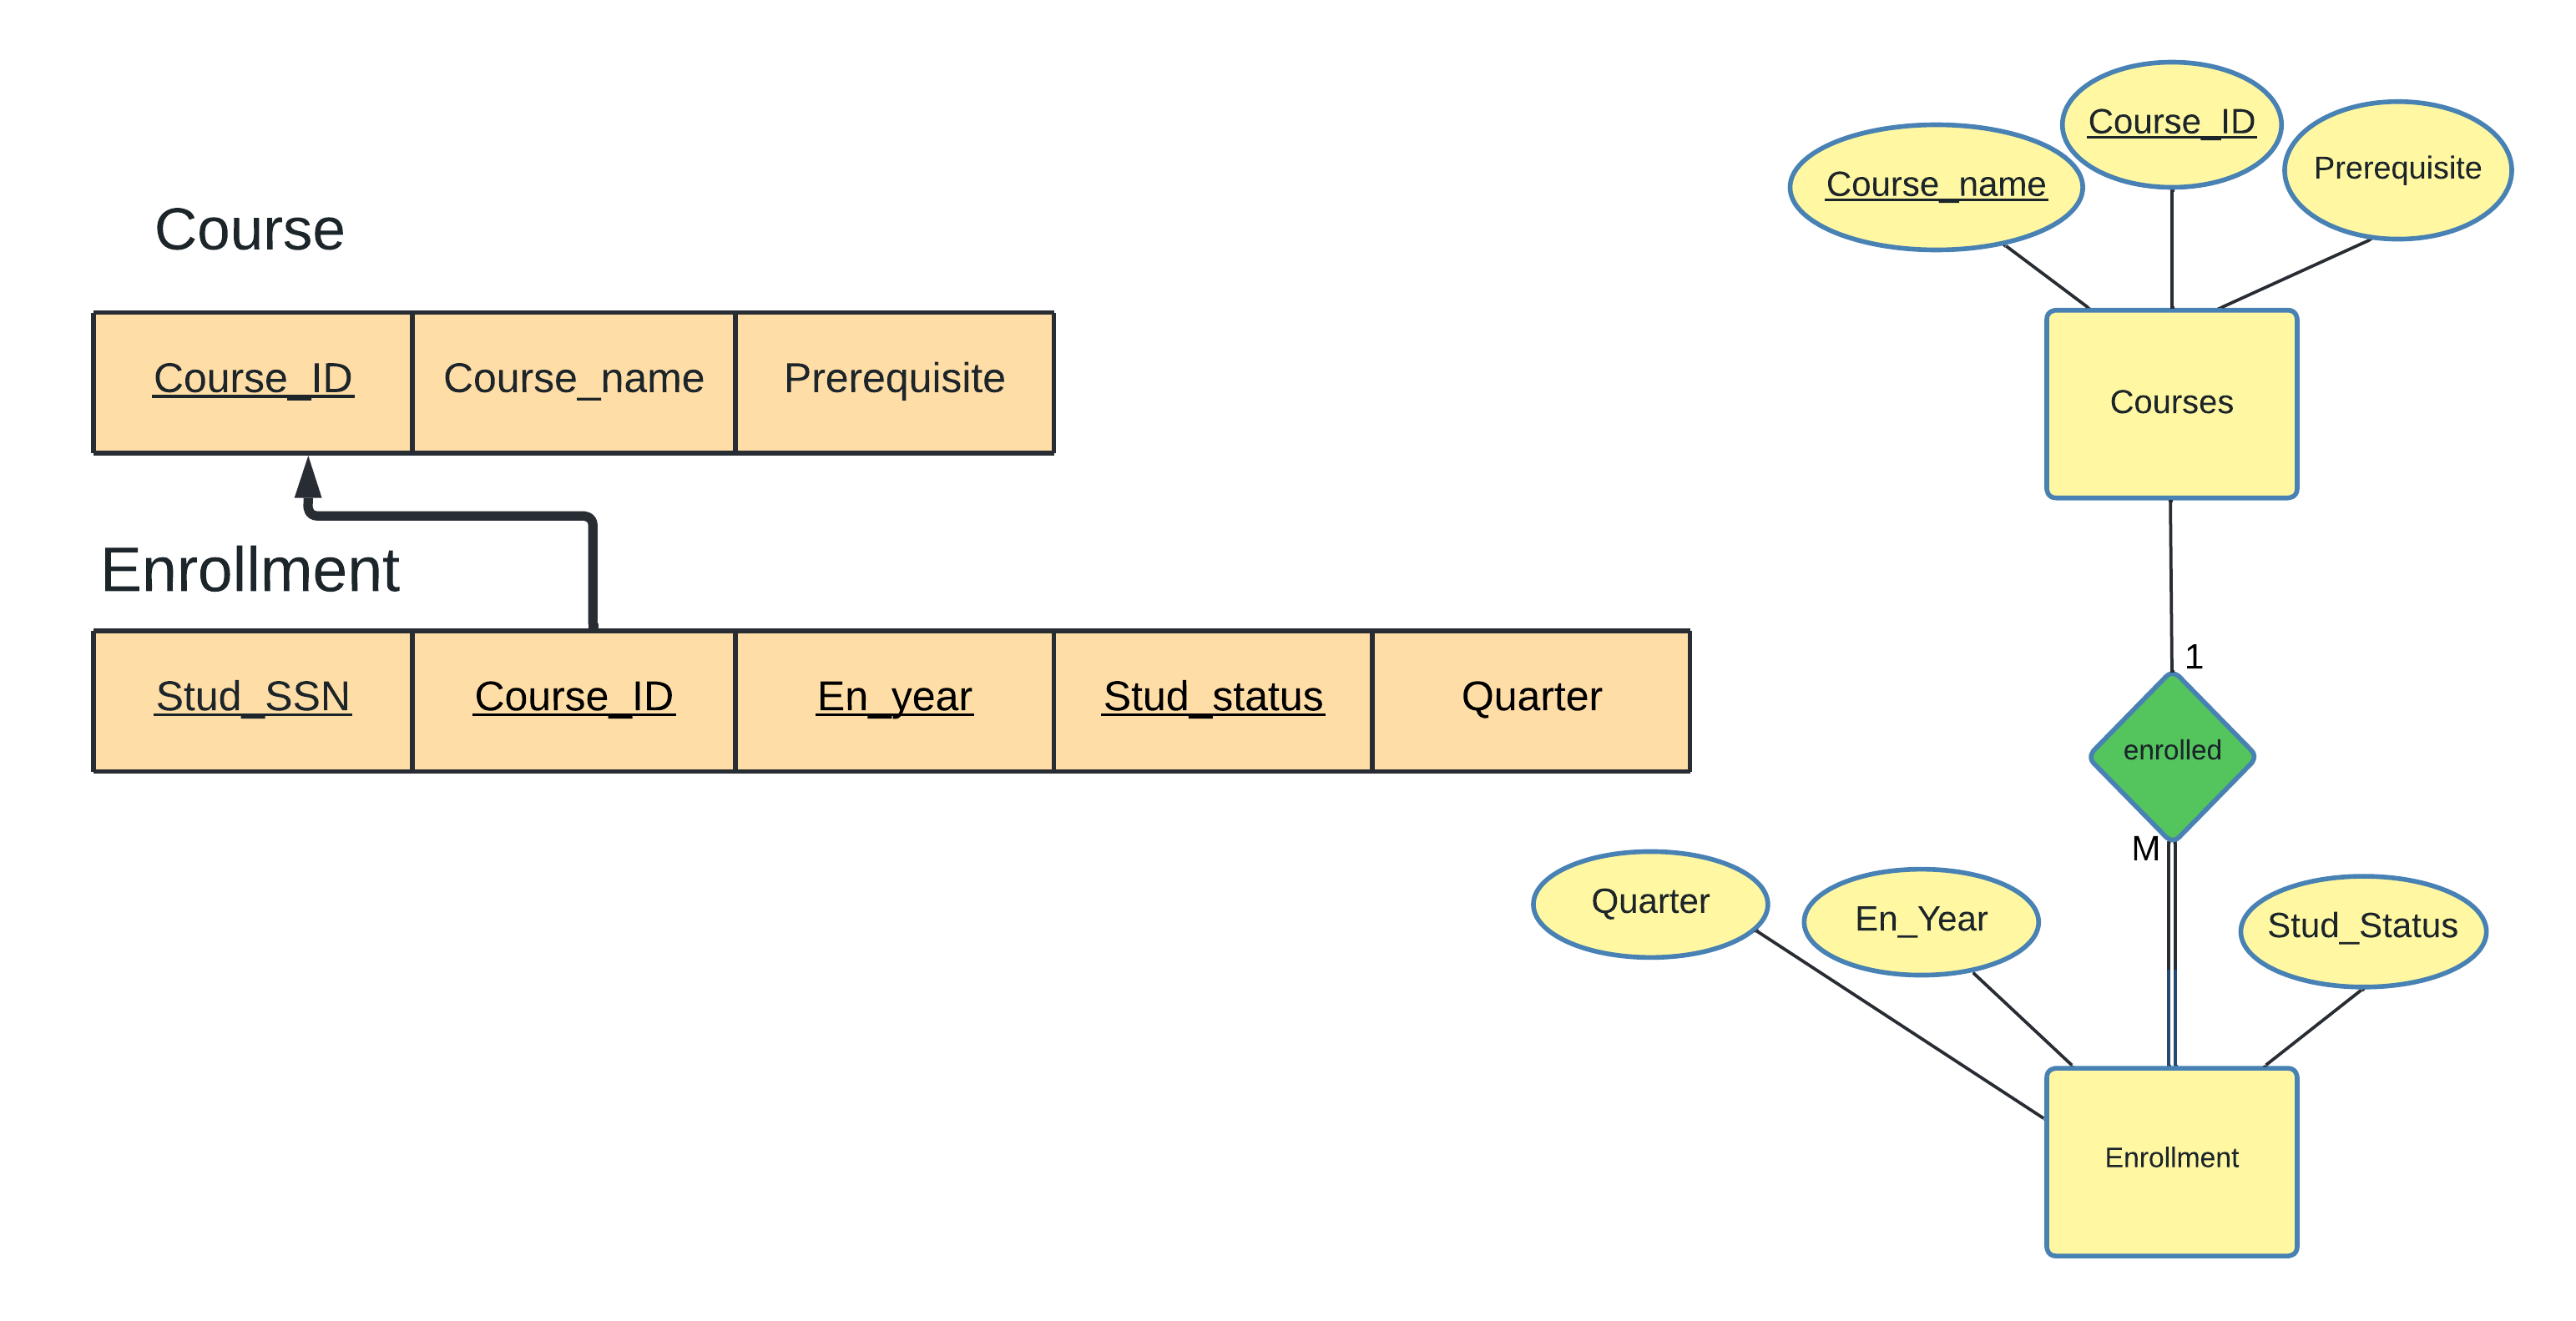 Course
Course_ID Course_name Prerequisite
Enrollment
Stud_SSN Course_ID En_year Stud_status Quarter
Course_name
Course_ID
Prerequisite
Courses
1
enrolled
M
Quarter
En_Year
Stud_Status
Enrollment